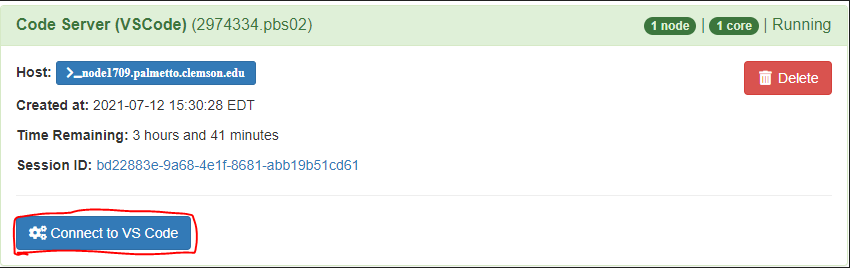 Code Server (VSCode) (2974334.pbs02) 1 node | 1 core | Running
Host: >_node1709.palmetto.clemson.edu Delete
Created at: 2021-07-12 15:30:28 EDT
Time Remaining: 3 hours and 41 minutes
Session ID: bd22883e-9a68-4e1f-8681-abb19b51cd61
Connect to VS Code